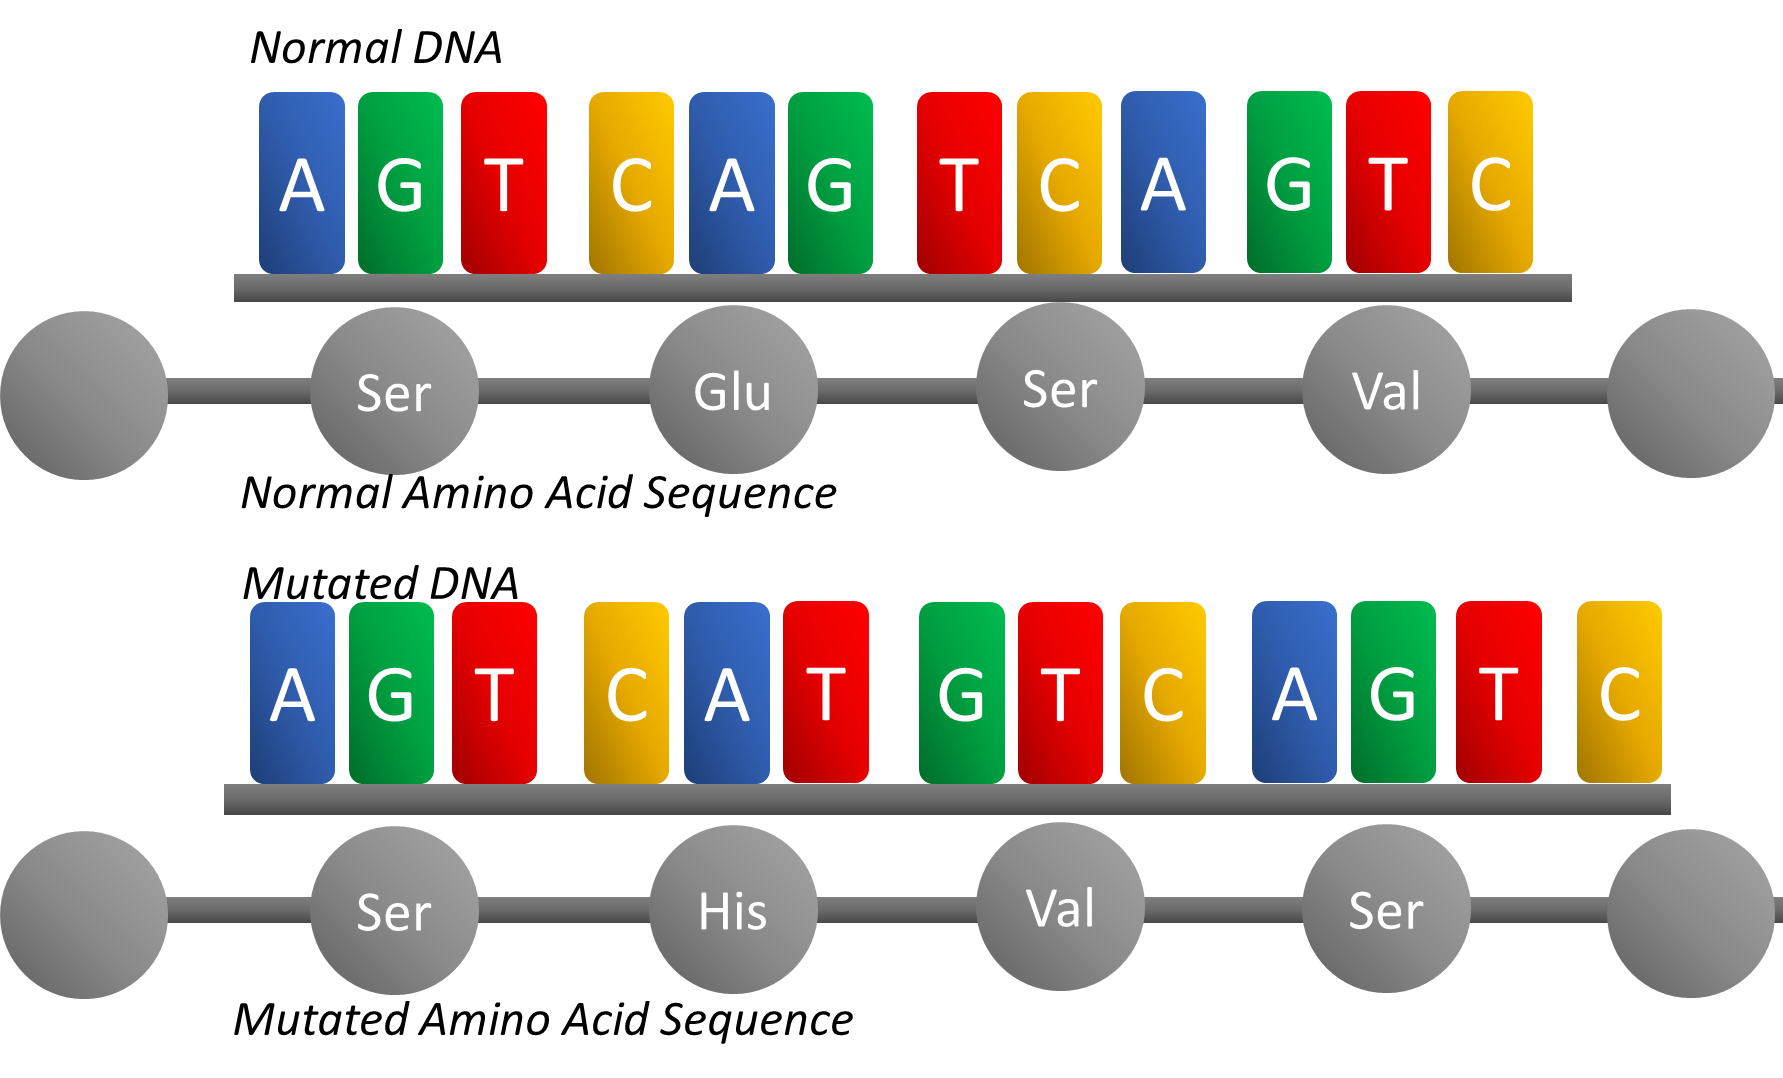 Normal DNA
A G T C A G T C A G T C
Ser Glu Ser Val
Normal Amino Acid Sequence
Mutated DNA
A G T C A T G T C A G T C
Ser His Val Ser
Mutated Amino Acid Sequence